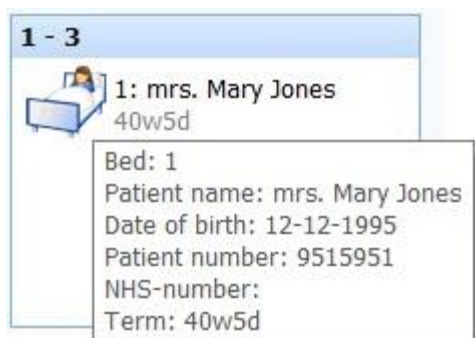 1 - 3
1: mrs. Mary Jones
40w5d
Bed: 1
Patient name: mrs. Mary Jones
Date of birth: 12-12-1995
Patient number: 9515951
NHS-number:
Term: 40w5d